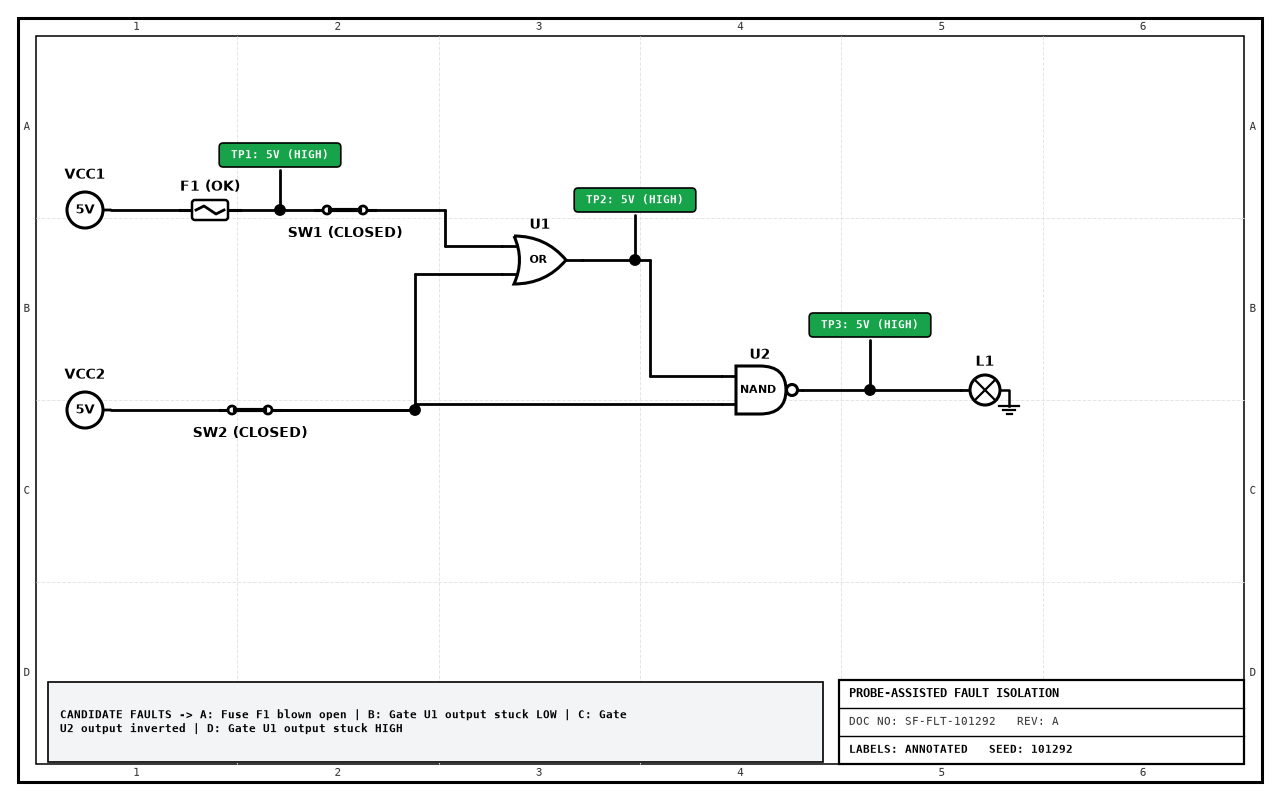 1 2 3 4 5 6
A A
TP1: 5V (HIGH)
VCC1
F1 (OK)
5V
TP2: 5V (HIGH)
SW1 (CLOSED)
U1
OR
B B
TP3: 5V (HIGH)
U2
L1
VCC2
NAND
5V
SW2 (CLOSED)
C C
D D
CANDIDATE FAULTS -> A: Fuse F1 blown open | B: Gate U1 output stuck LOW | C: Gate
U2 output inverted | D: Gate U1 output stuck HIGH
PROBE-ASSISTED FAULT ISOLATION
DOC NO: SF-FLT-101292 REV: A
LABELS: ANNOTATED SEED: 101292
1 2 3 4 5 6